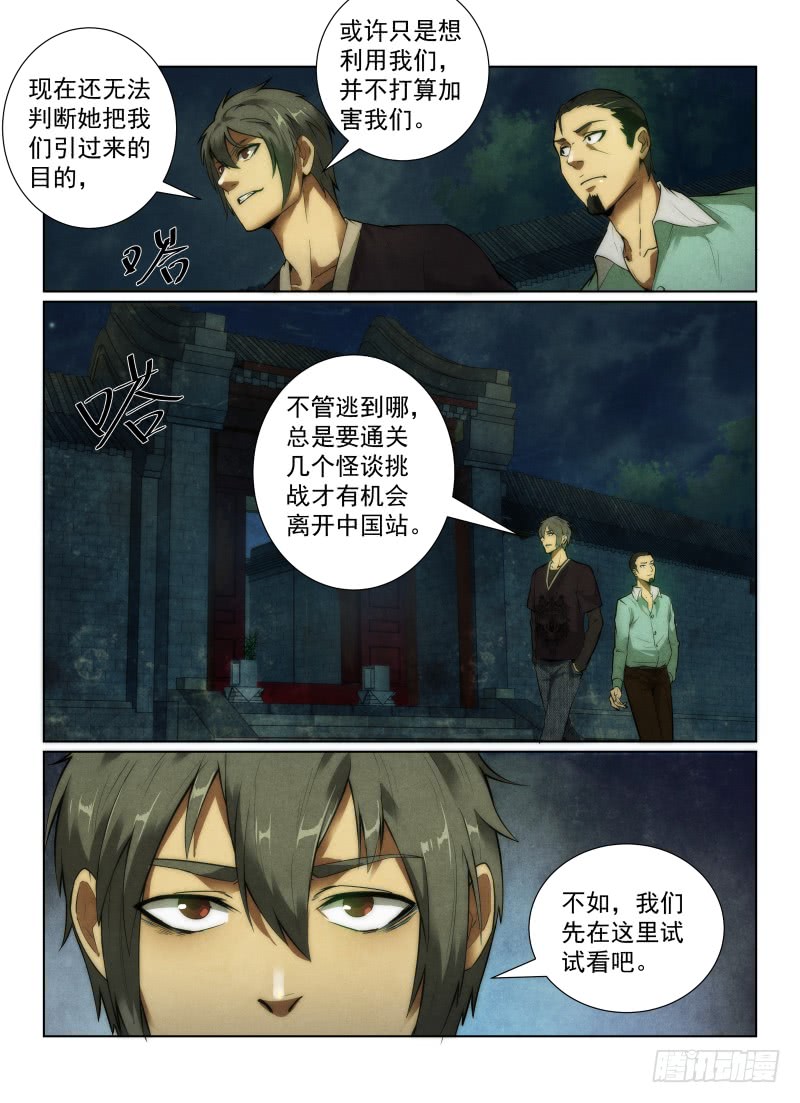 现在还无法
判断她把我
们引过来的
目的，
或许只是想
利用我们，
并不打算加
害我们。
嗒
嗒
不管逃到哪，
总是要通关
几个怪谈挑
战才有机会
离开中国站。
不如，我们
先在这里试
试看吧。
腾讯动漫